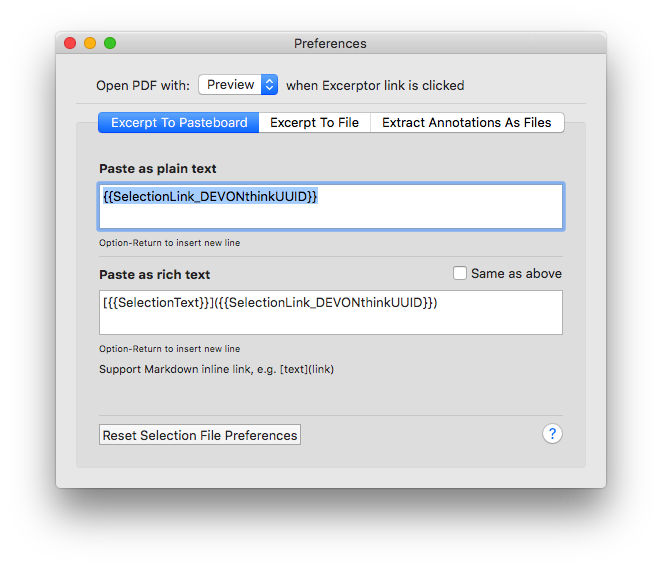 Preferences
Open PDF with: Preview when Excerptor link is clicked
Excerpt To Pasteboard Excerpt To File Extract Annotations As Files
Paste as plain text
{{SelectionLink_DEVONthinkUUID}}
Option-Return to insert new line
Paste as rich text Same as above
[{{SelectionText}}]({{SelectionLink_DEVONthinkUUID}})
Option-Return to insert new line
Support Markdown inline link, e.g. [text](link)
Reset Selection File Preferences ?